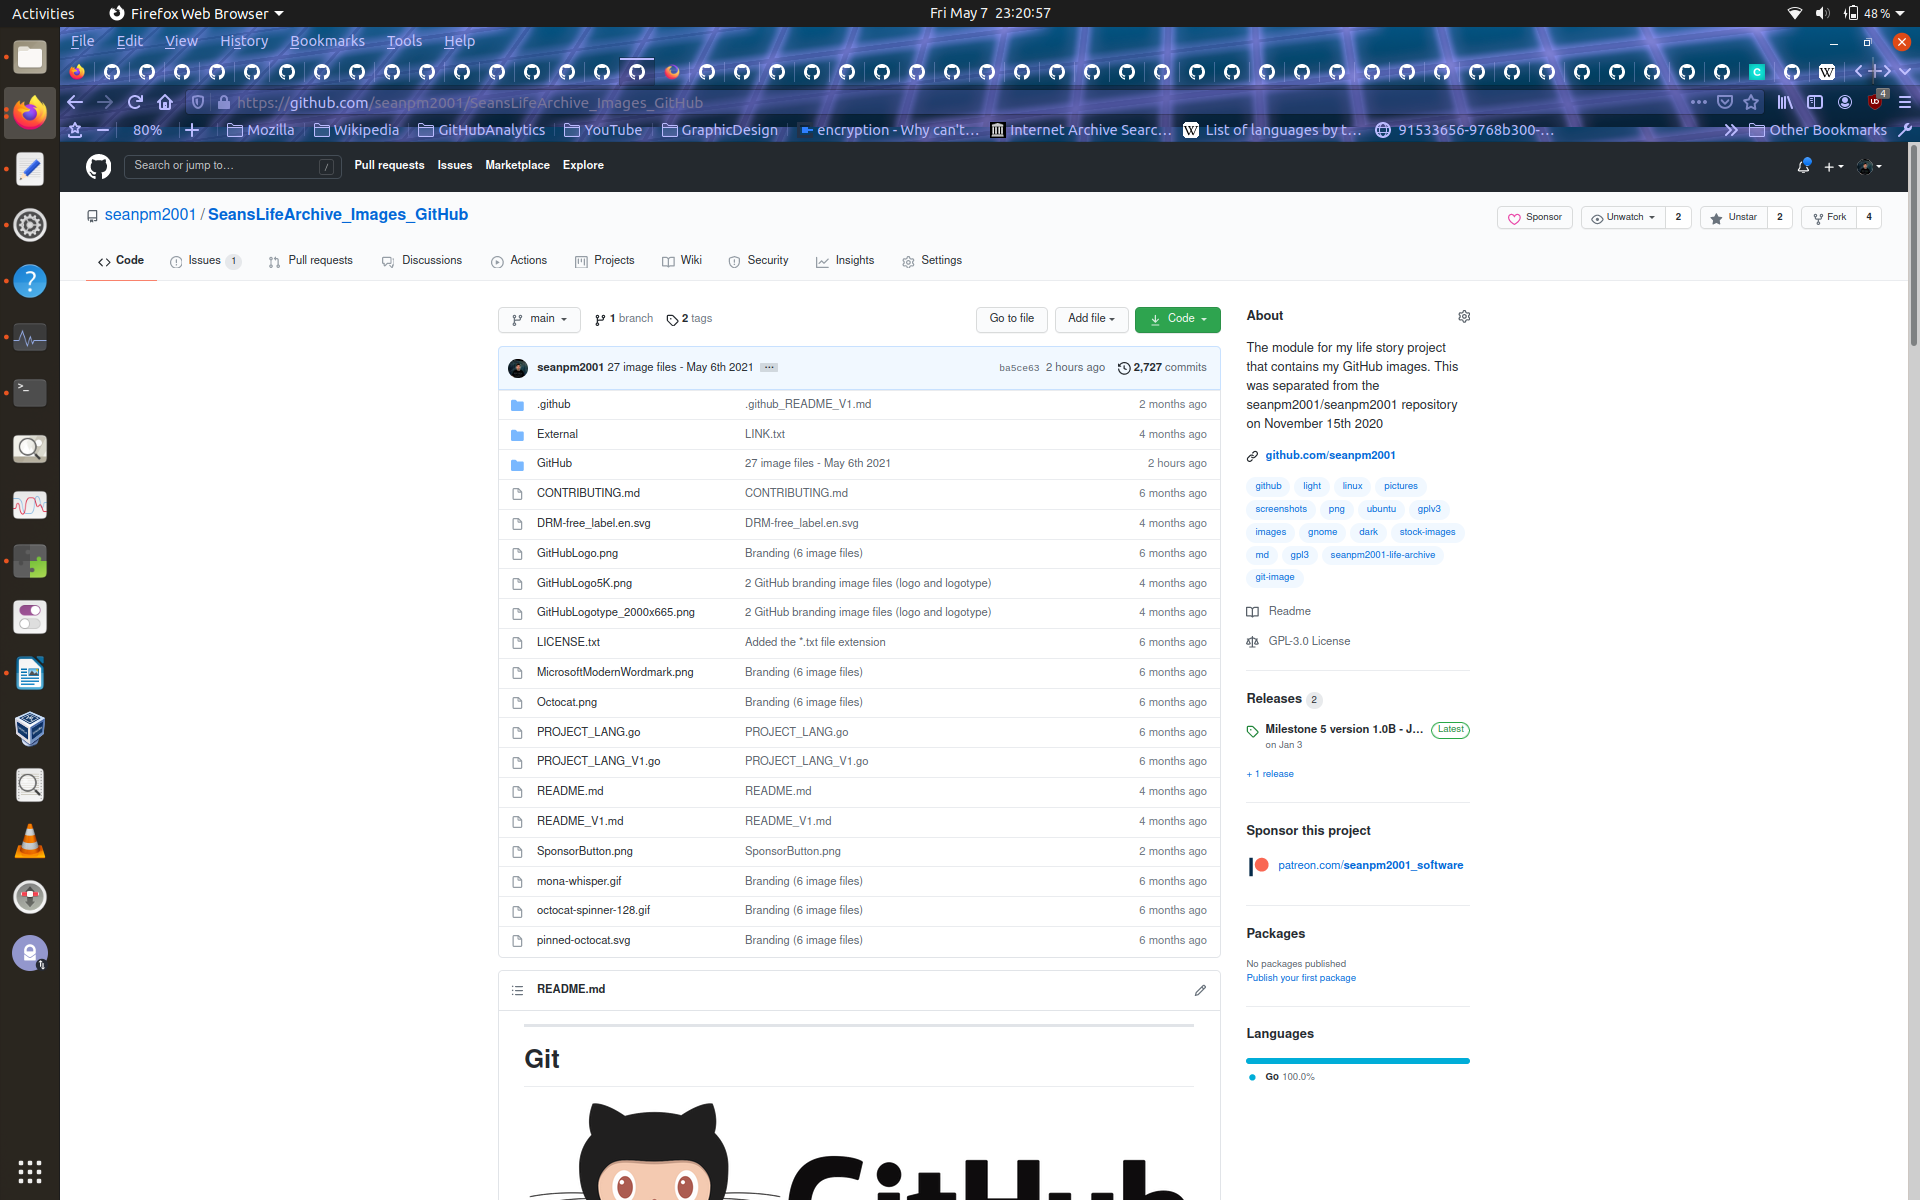 Activities Firefox Web Browser Fri May 7 23:20:57 48 %
File Edit View History Bookmarks Tools Help
https://github.com/seanpm2001/SeansLifeArchive_Images_GitHub 4
80% Mozilla Wikipedia GitHubAnalytics YouTube GraphicDesign encryption - Why can't... Internet Archive Searc... List of languages by t... 91533656-9768b300-... Other Bookmarks
Search or jump to... / Pull requests Issues Marketplace Explore
seanpm2001 / SeansLifeArchive_Images_GitHub Sponsor Unwatch 2 Unstar 2 Fork 4
Code Issues 1 Pull requests Discussions Actions Projects Wiki Security Insights Settings
main 1 branch 2 tags Go to file Add file Code
seanpm2001 27 image files - May 6th 2021 ... ba5ce63 2 hours ago 2,727 commits
.github .github_README_V1.md 2 months ago
External LINK.txt 4 months ago
GitHub 27 image files - May 6th 2021 2 hours ago
CONTRIBUTING.md CONTRIBUTING.md 6 months ago
DRM-free_label.en.svg DRM-free_label.en.svg 4 months ago
GitHubLogo.png Branding (6 image files) 6 months ago
GitHubLogo5K.png 2 GitHub branding image files (logo and logotype) 4 months ago
GitHubLogotype_2000x665.png 2 GitHub branding image files (logo and logotype) 4 months ago
LICENSE.txt Added the *.txt file extension 6 months ago
MicrosoftModernWordmark.png Branding (6 image files) 6 months ago
Octocat.png Branding (6 image files) 6 months ago
PROJECT_LANG.go PROJECT_LANG.go 6 months ago
PROJECT_LANG_V1.go PROJECT_LANG_V1.go 6 months ago
README.md README.md 4 months ago
README_V1.md README_V1.md 4 months ago
SponsorButton.png SponsorButton.png 2 months ago
mona-whisper.gif Branding (6 image files) 6 months ago
octocat-spinner-128.gif Branding (6 image files) 6 months ago
pinned-octocat.svg Branding (6 image files) 6 months ago
README.md
Git
GitHub
About
The module for my life story project
that contains my GitHub images. This
was separated from the
seanpm2001/seanpm2001 repository
on November 15th 2020
github.com/seanpm2001
github light linux pictures
screenshots png ubuntu gplv3
images gnome dark stock-images
md gpl3 seanpm2001-life-archive
git-image
Readme
GPL-3.0 License
Releases 2
Milestone 5 version 1.0B - J... Latest
on Jan 3
+ 1 release
Sponsor this project
patreon.com/seanpm2001_software
Packages
No packages published
Publish your first package
Languages
Go 100.0%